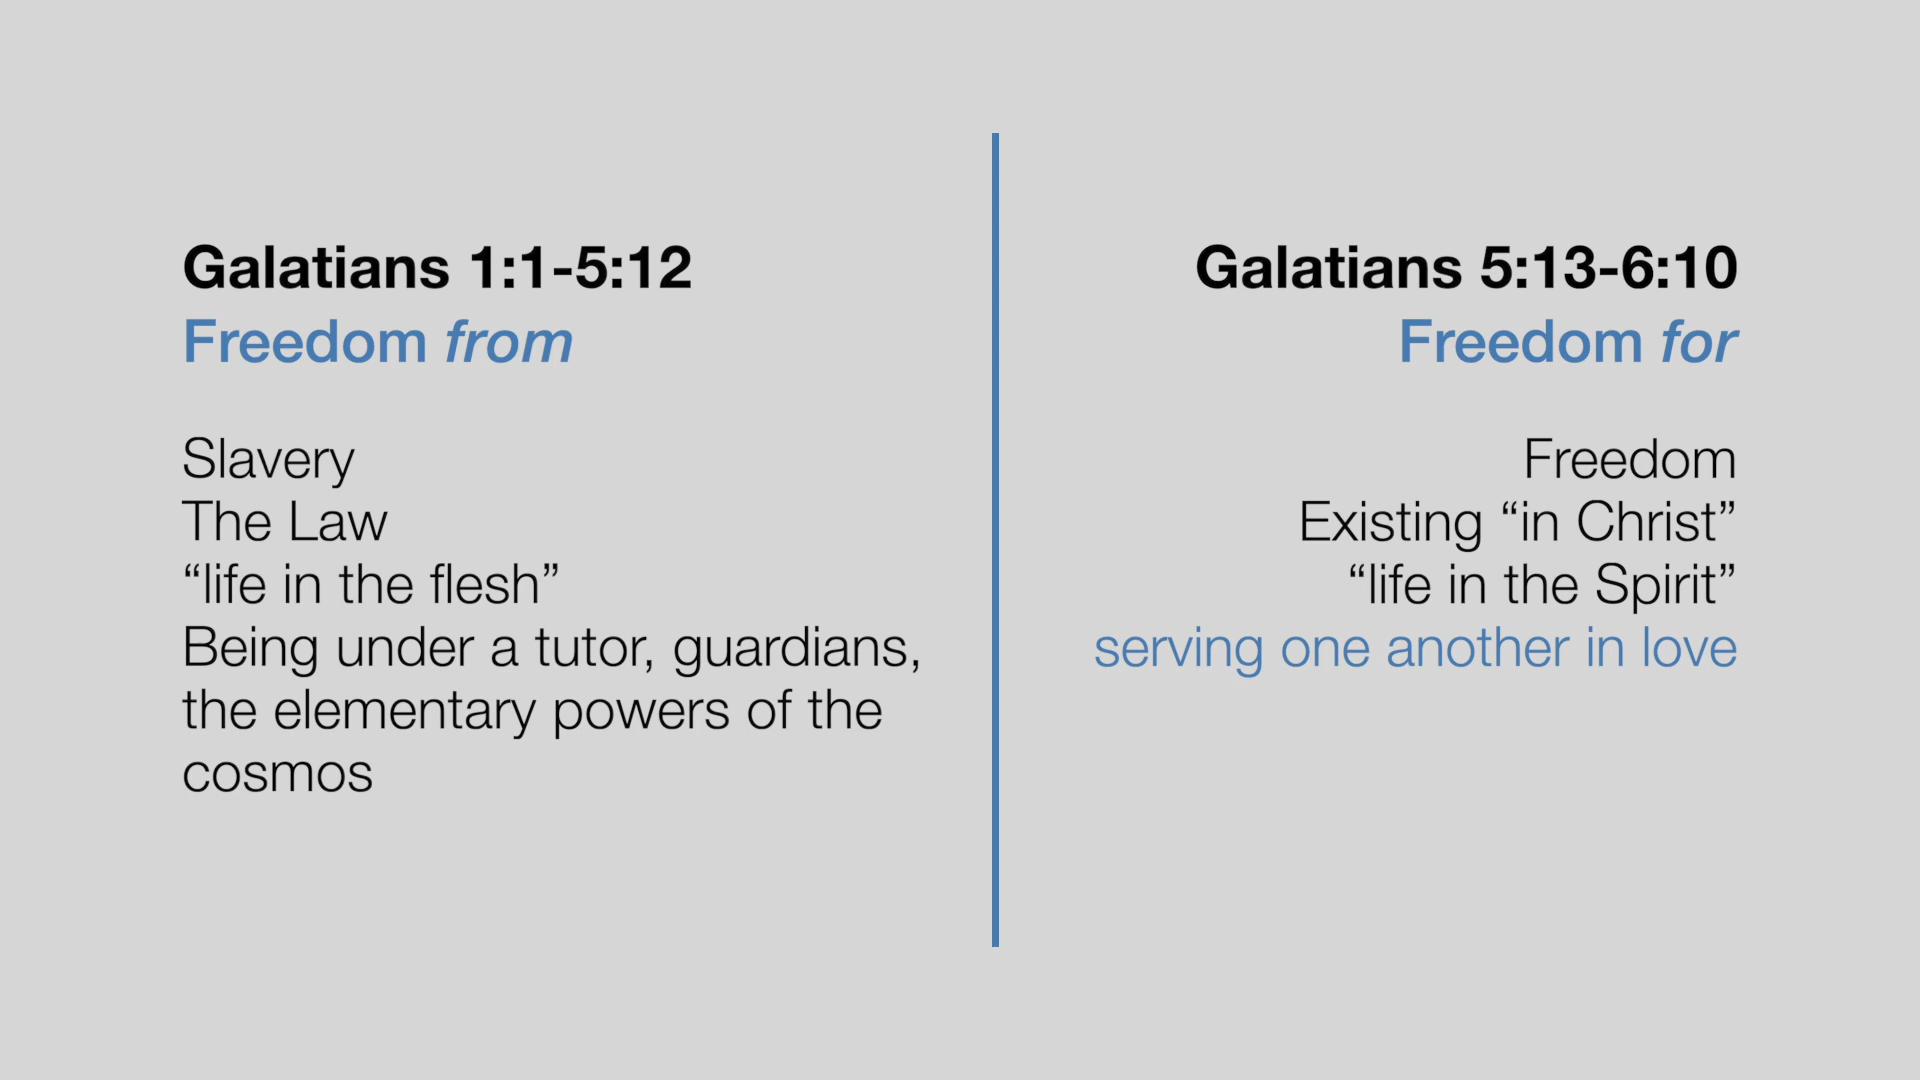 Galatians 1:1-5:12
Freedom from
Slavery
The Law
“life in the flesh”
Being under a tutor, guardians,
the elementary powers of the
cosmos
Galatians 5:13-6:10
Freedom for
Freedom
Existing “in Christ”
“life in the Spirit”
serving one another in love